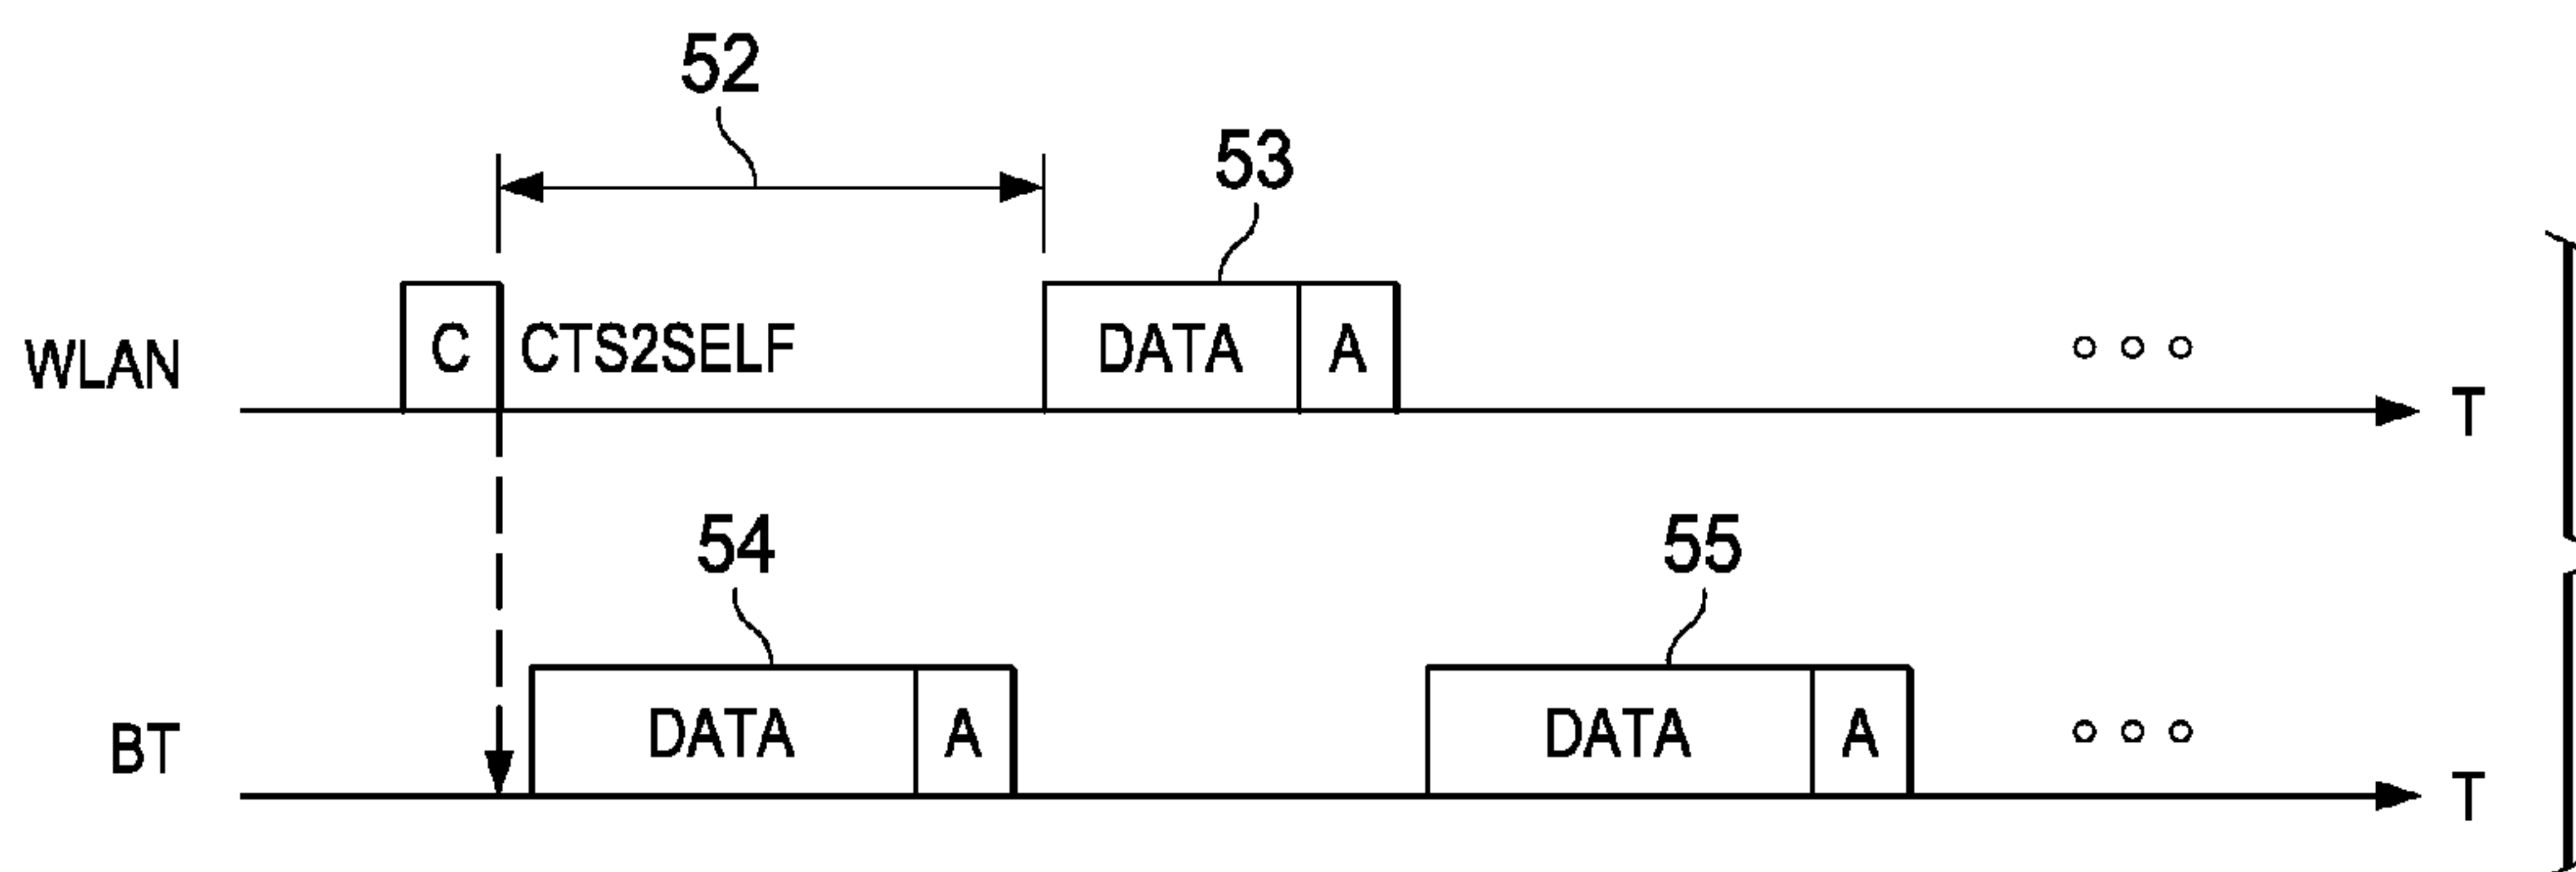 52
53
WLAN C CTS2SELF DATA A T
54 55
BT DATA A DATA A T